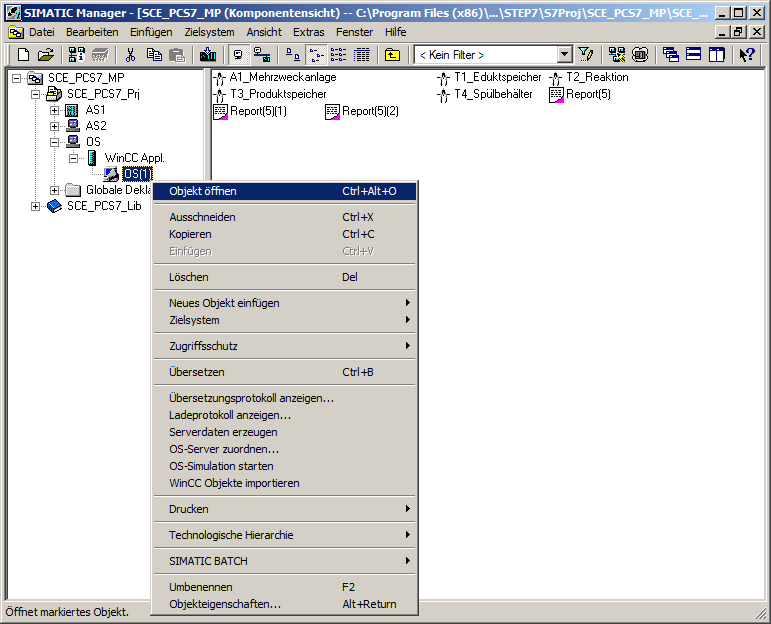 SIMATIC Manager - [SCE_PCS7_MP (Komponentensicht) -- C:\Program Files (x86)\...\STEP7\S7Proj\SCE_PCS7_MP\SCE_...
Datei Bearbeiten Einfügen Zielsystem Ansicht Extras Fenster Hilfe
< Kein Filter >
SCE_PCS7_MP
SCE_PCS7_Prj
AS1
AS2
OS
WinCC Appl.
OS(1)
Globale Dekla
SCE_PCS7_Lib
A1_Mehrzweckanlage T1_Eduktspeicher T2_Reaktion
T3_Produktspeicher T4_Spülbehälter Report(5)
Report(5)(1) Report(5)(2)
Objekt öffnen Ctrl+Alt+O
Ausschneiden Ctrl+X
Kopieren Ctrl+C
Einfügen Ctrl+V
Löschen Del
Neues Objekt einfügen
Zielsystem
Zugriffsschutz
Übersetzen Ctrl+B
Übersetzungsprotokoll anzeigen...
Ladeprotokoll anzeigen...
Serverdaten erzeugen
OS-Server zuordnen...
OS-Simulation starten
WinCC Objekte importieren
Drucken
Technologische Hierarchie
SIMATIC BATCH
Umbenennen F2
Objekteigenschaften... Alt+Return
Öffnet markiertes Objekt.